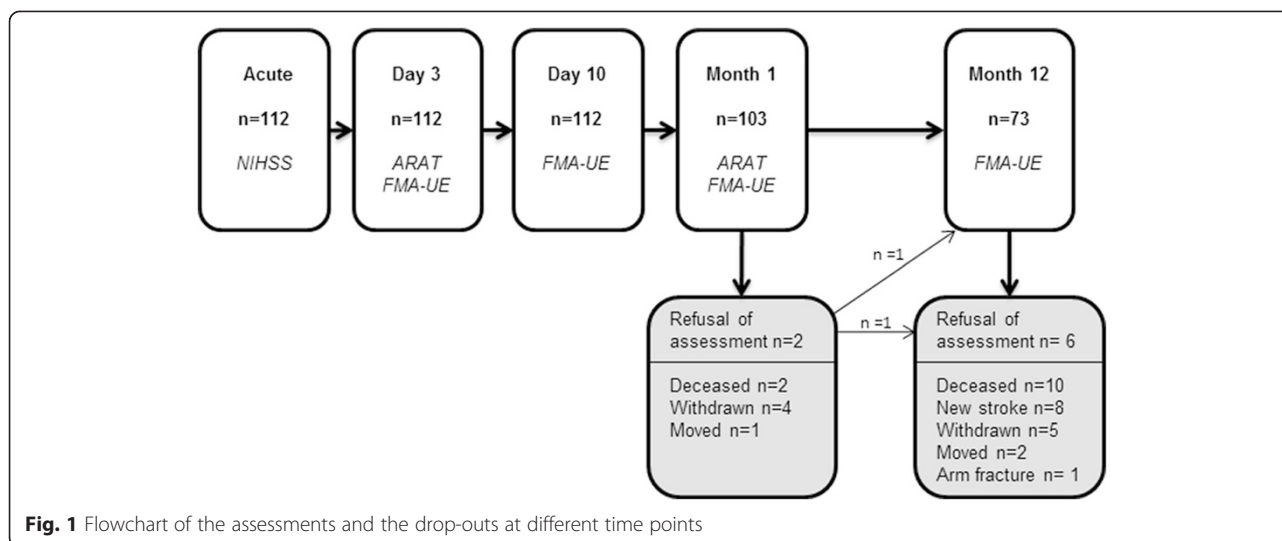 Acute
n=112
NIHSS
Day 3
n=112
ARAT
FMA-UE
Day 10
n=112
FMA-UE
Month 1
n=103
ARAT
FMA-UE
Month 12
n=73
FMA-UE
n =1
n =1
Refusal of
assessment n=2
Deceased n=2
Withdrawn n=4
Moved n=1
Refusal of
assessment n= 6
Deceased n=10
New stroke n=8
Withdrawn n=5
Moved n=2
Arm fracture n= 1
Fig. 1 Flowchart of the assessments and the drop-outs at different time points